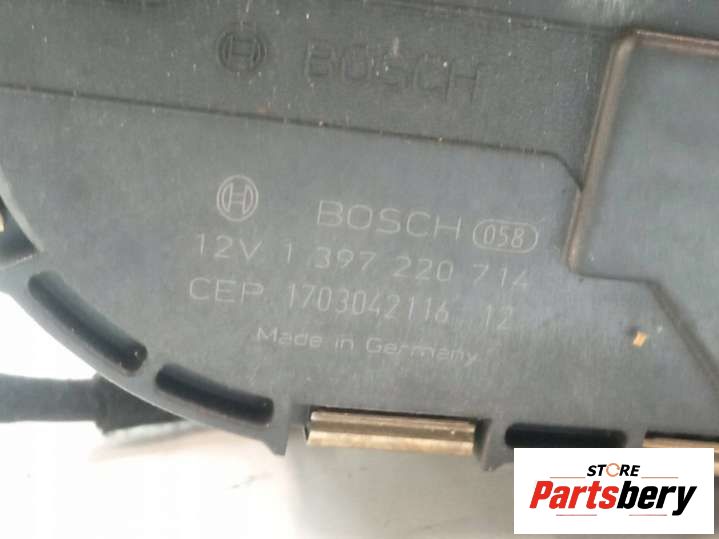 BOSCH
BOSCH 058
12V 1 397 220 714
CEP. 1703042116 12
Made in Germany
STORE
Partsbery